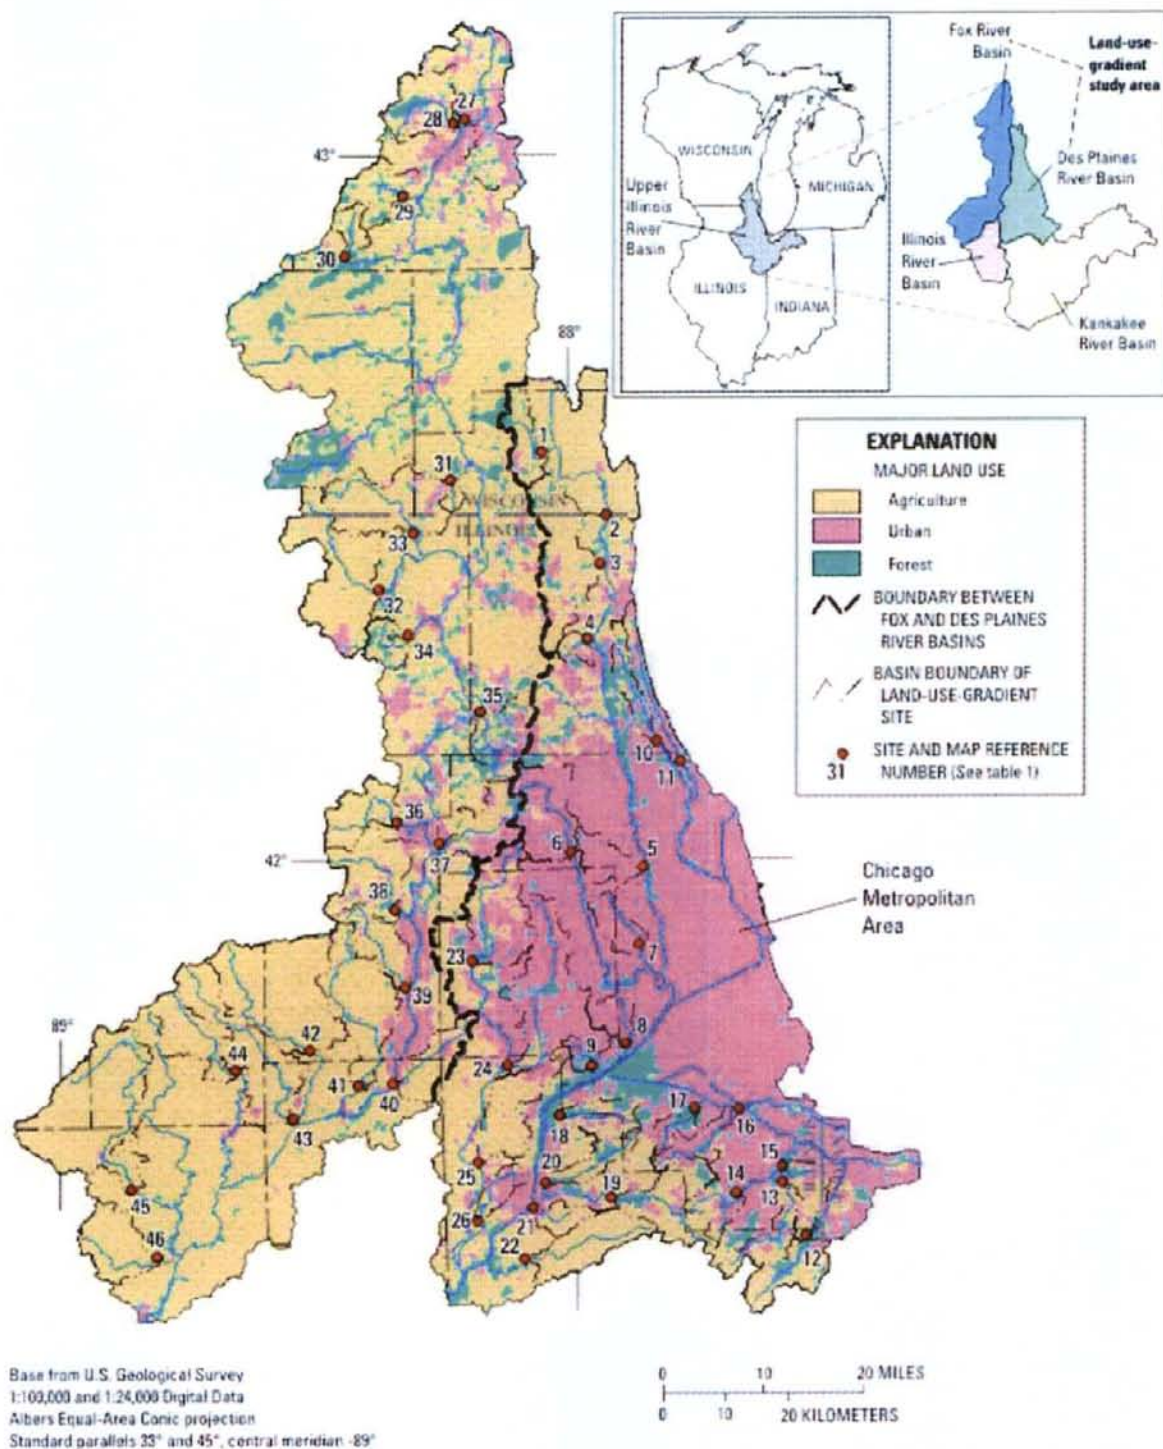 Fox River
Basin
Land-use-
gradient
study area
WISCONSIN
MICHIGAN
Des Plaines
River Basin
Upper
Illinois
River
Basin
Illinois
River
Basin
ILLINOIS
INDIANA
Kankakee
River Basin
27
28
43°
29
30
88°
1
31
WISCONSIN
ILLINOIS
2
33
3
32
4
34
35
10
11
36
6
5
42°
37
38
7
23
39
89°
42
8
44
9
24
41
40
17
16
43
18
15
25
20
14
13
45
19
26
21
46
22
12
Chicago
Metropolitan
Area
EXPLANATION
MAJOR LAND USE
Agriculture
Urban
Forest
BOUNDARY BETWEEN
FOX AND DES PLAINES
RIVER BASINS
BASIN BOUNDARY OF
LAND-USE-GRADIENT
SITE
SITE AND MAP REFERENCE
31 NUMBER (See table 1)
Base from U.S. Geological Survey
1:100,000 and 1:24,000 Digital Data
Albers Equal-Area Conic projection
Standard parallels 33° and 45°, central meridian -89°
0 10 20 MILES
0 10 20 KILOMETERS